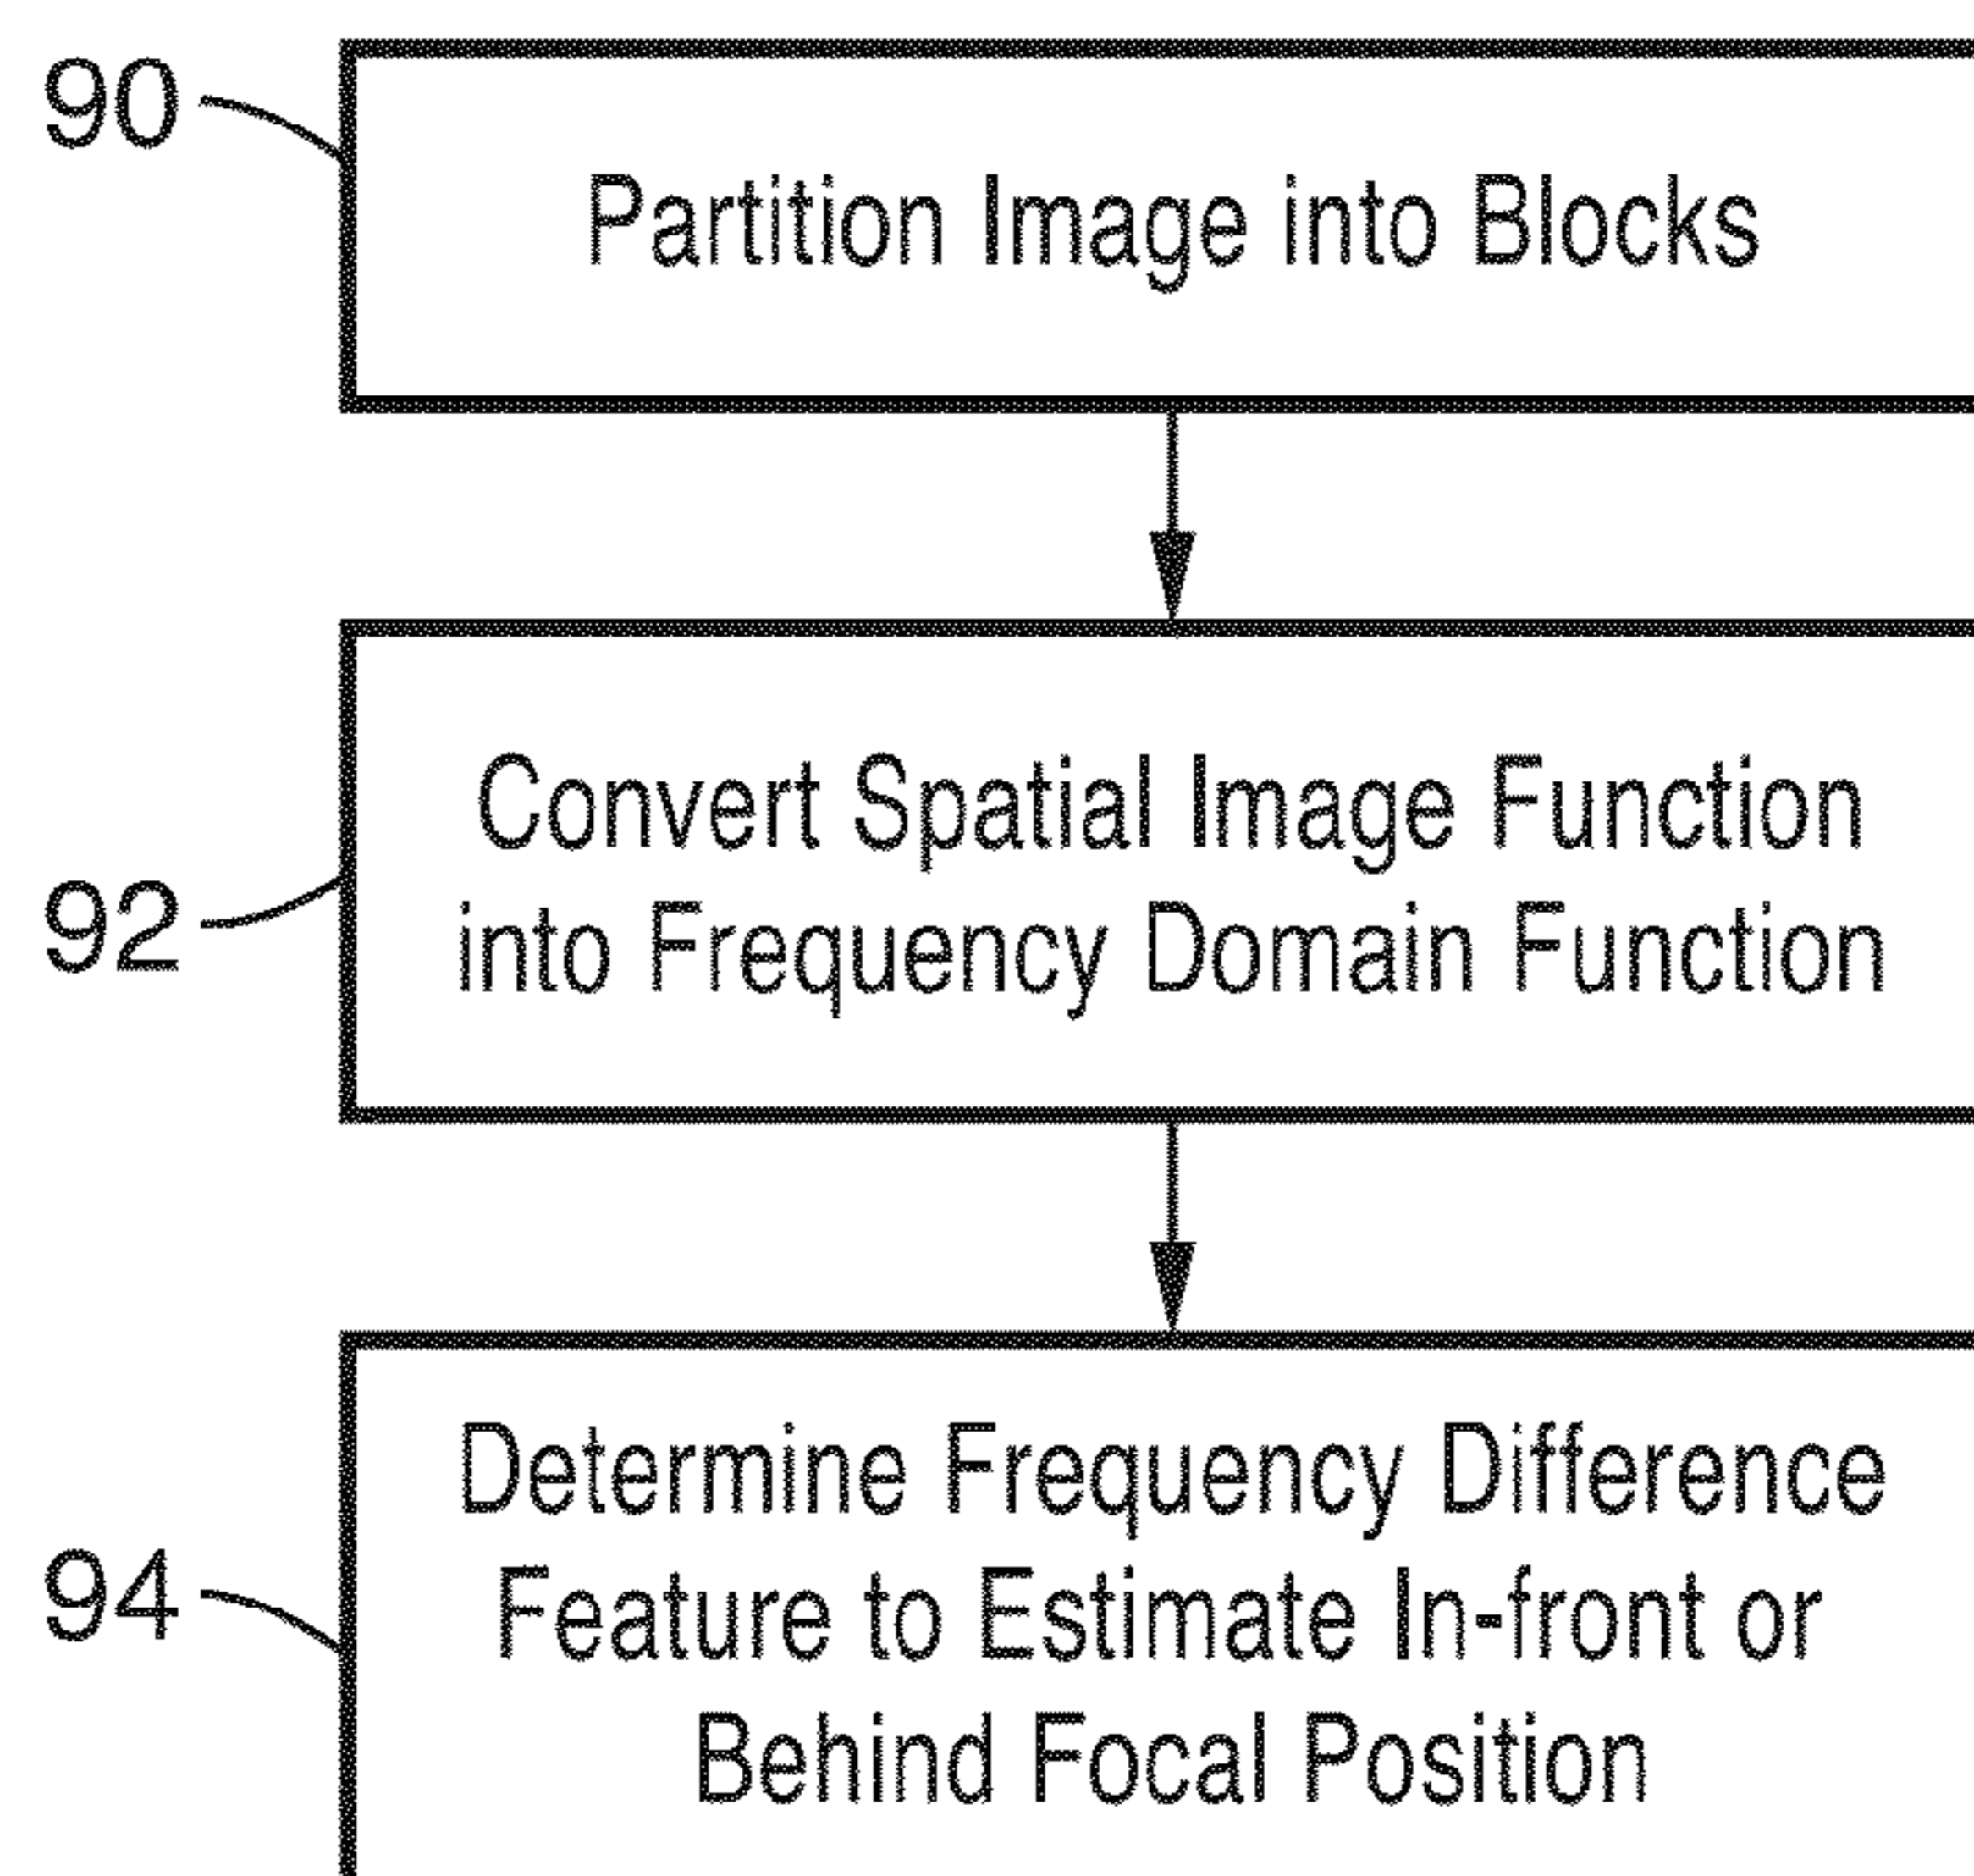 90
Partition Image into Blocks
92
Convert Spatial Image Function
into Frequency Domain Function
94
Determine Frequency Difference
Feature to Estimate In-front or
Behind Focal Position